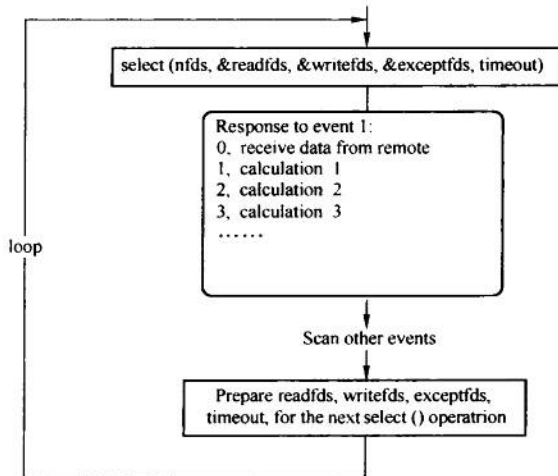 select (nfds, &readfds, &writefds, &exceptfds, timeout)
Response to event 1:
0, receive data from remote
1, calculation 1
2, calculation 2
3, calculation 3
······
loop
Scan other events
Prepare readfds, writefds, exceptfds,
timeout, for the next select () operatrion